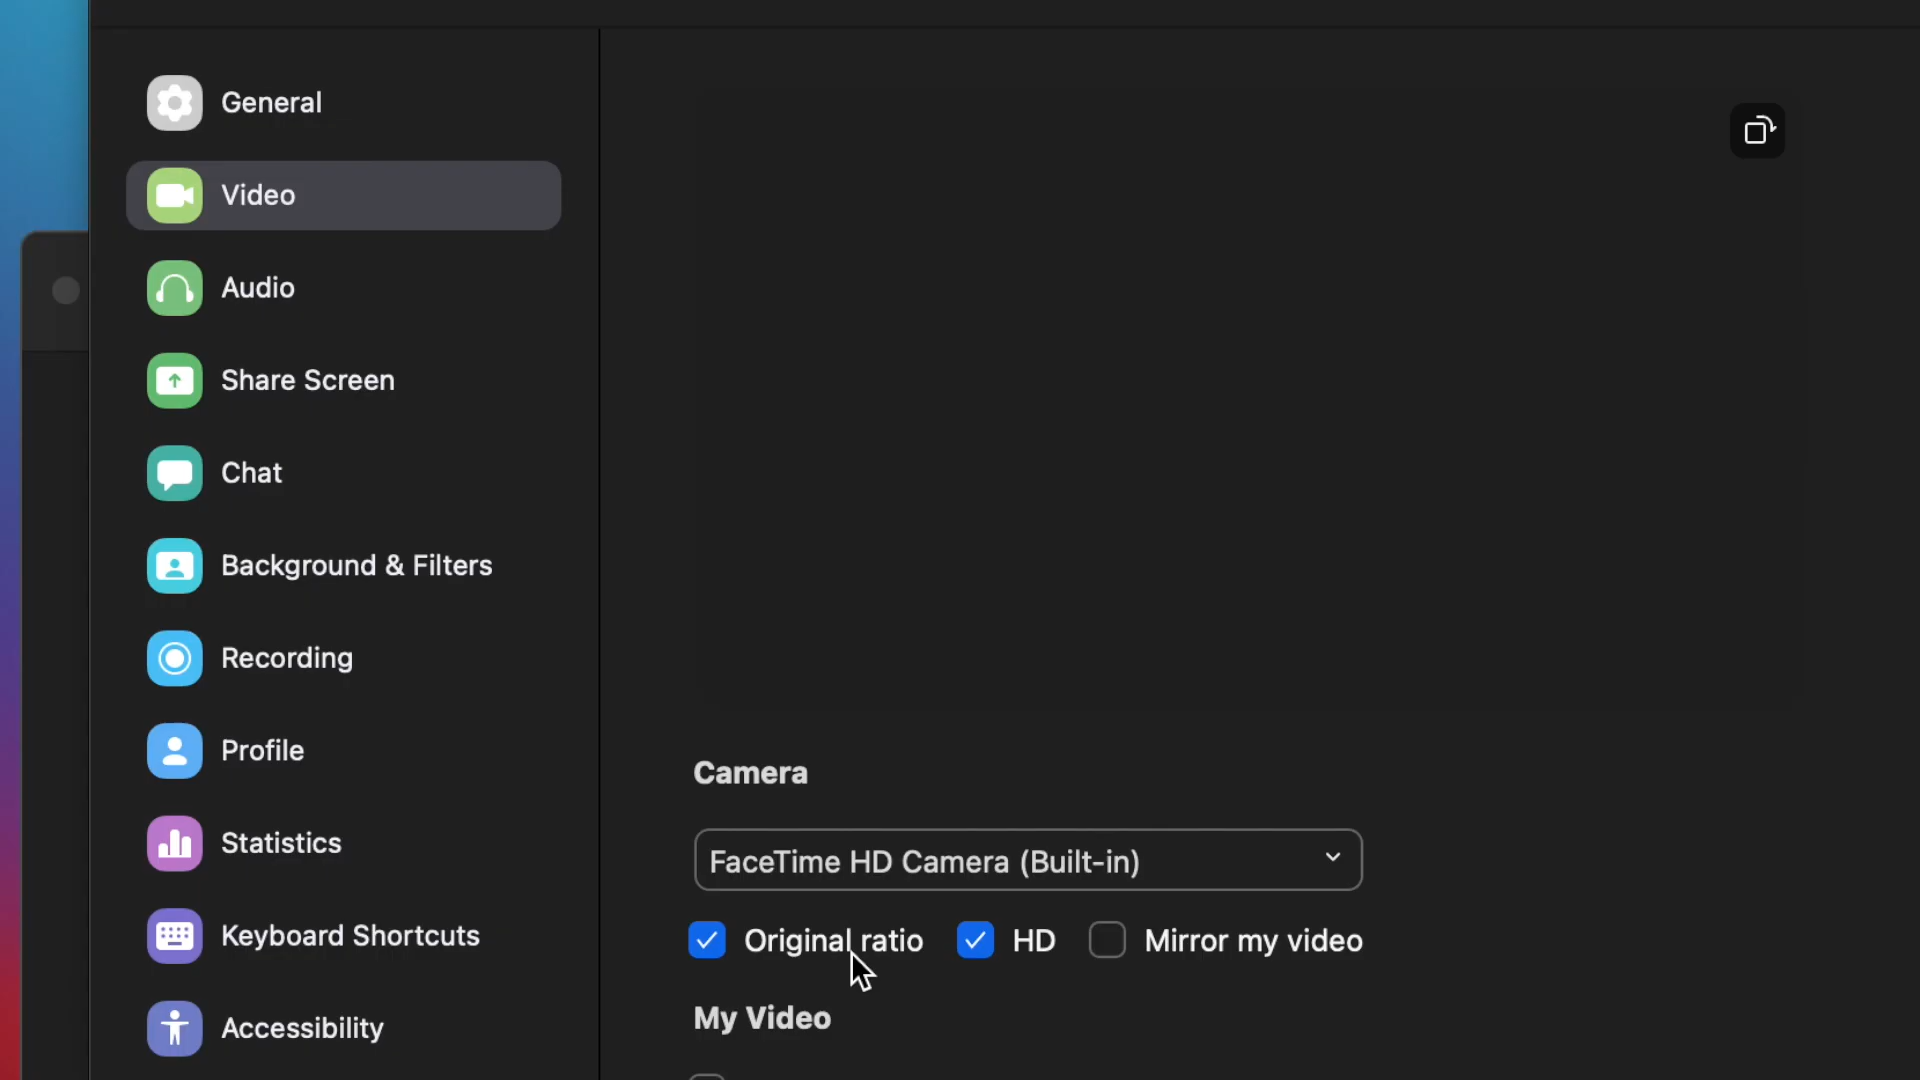 General
Video
Audio
Share Screen
Chat
Background & Filters
Recording
Profile
Statistics
Keyboard Shortcuts
Accessibility
Camera
FaceTime HD Camera (Built-in)
Original ratio HD Mirror my video
My Video